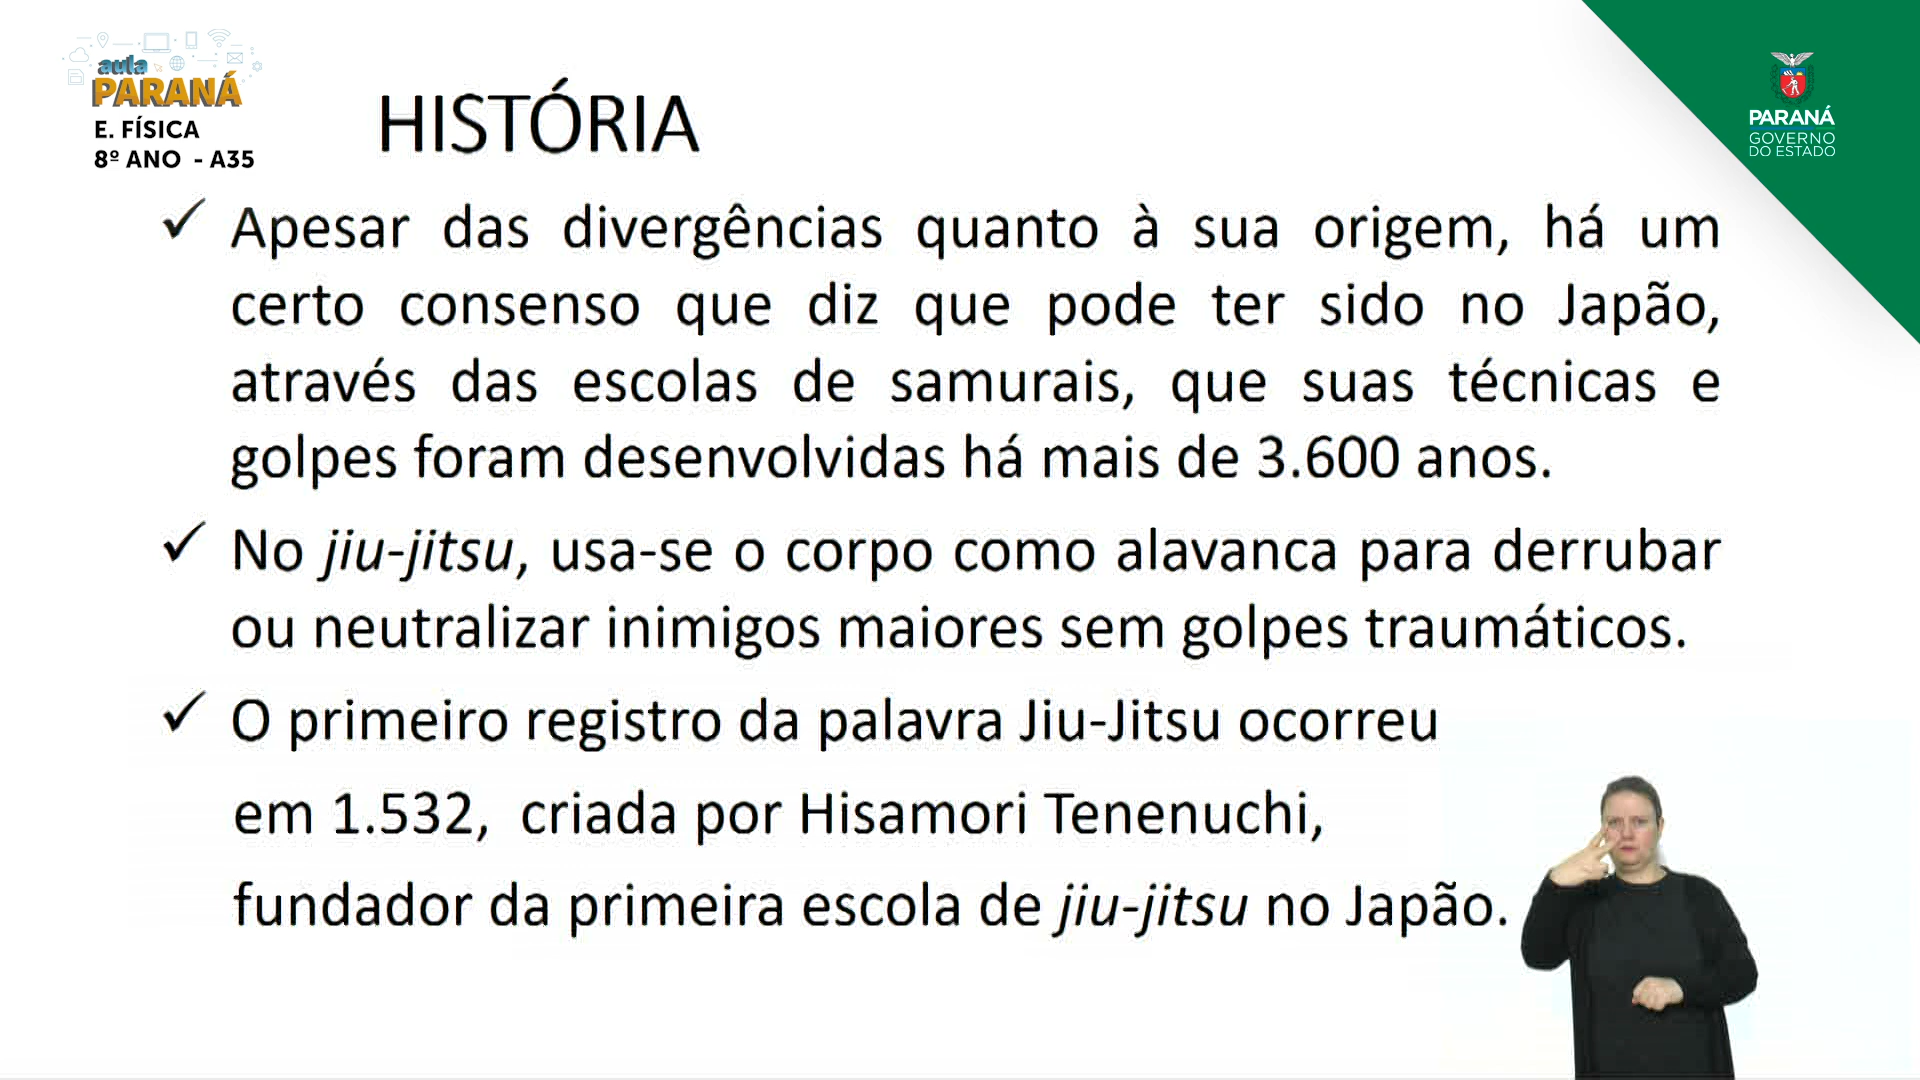 aula
PARANÁ
E. FÍSICA
8º ANO - A35
HISTÓRIA
PARANÁ
GOVERNO
DO ESTADO
✓ Apesar das divergências quanto à sua origem, há um
certo consenso que diz que pode ter sido no Japão,
através das escolas de samurais, que suas técnicas e
golpes foram desenvolvidas há mais de 3.600 anos.
✓ No jiu-jitsu, usa-se o corpo como alavanca para derrubar
ou neutralizar inimigos maiores sem golpes traumáticos.
✓ O primeiro registro da palavra Jiu-Jitsu ocorreu
em 1.532, criada por Hisamori Tenenuchi,
fundador da primeira escola de jiu-jitsu no Japão.